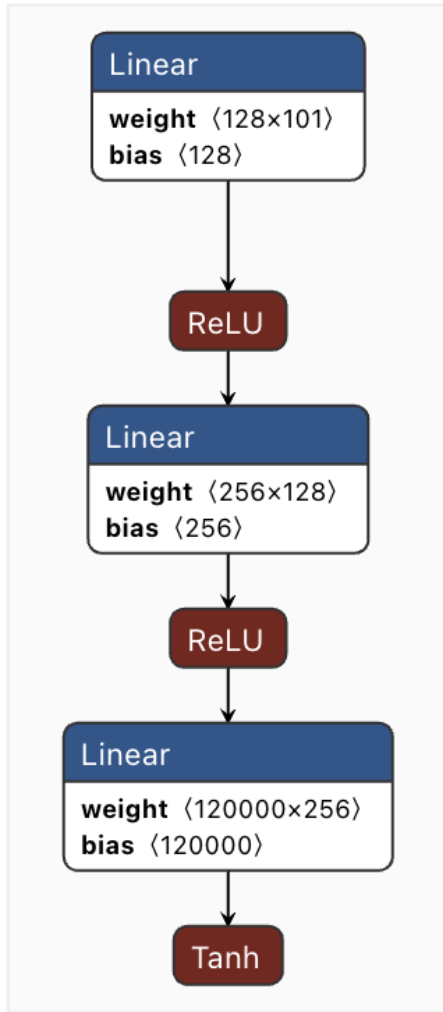 Linear
weight ⟨128×101⟩
bias ⟨128⟩
ReLU
Linear
weight ⟨256×128⟩
bias ⟨256⟩
ReLU
Linear
weight ⟨120000×256⟩
bias ⟨120000⟩
Tanh